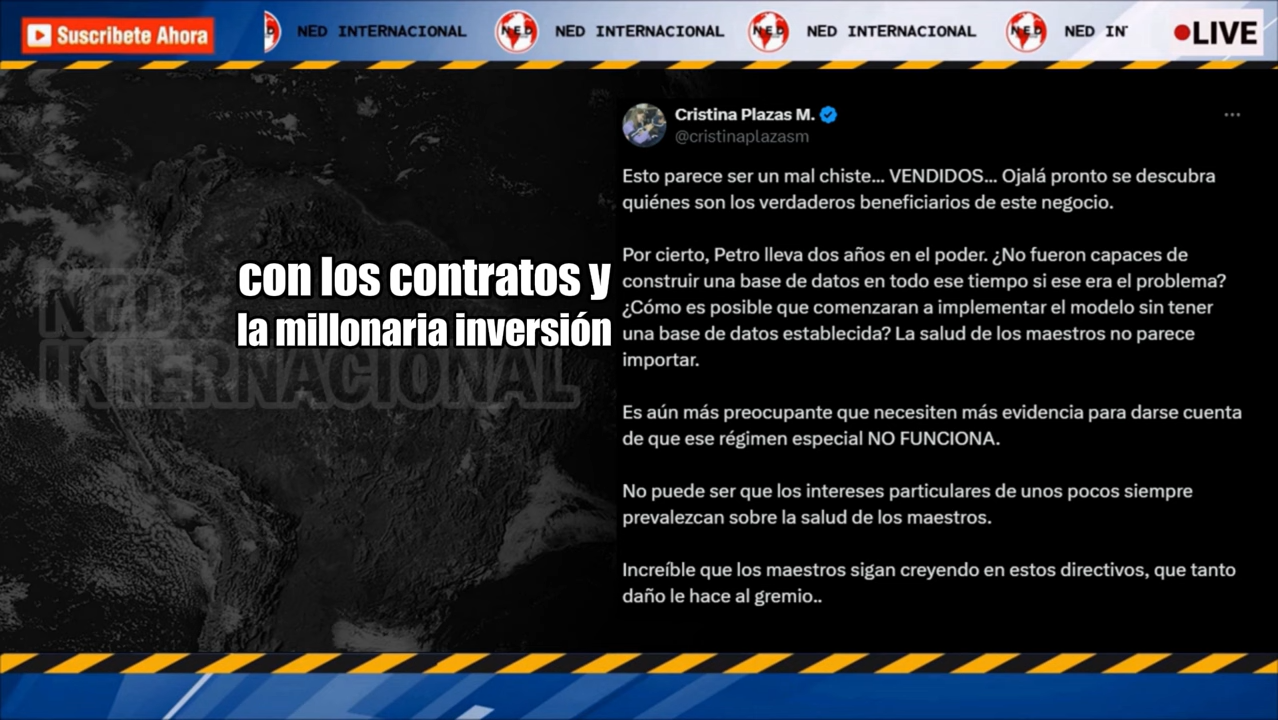 Suscribete Ahora
NED INTERNACIONAL
NED
NED INTERNACIONAL
NED
NED INTERNACIONAL
NED
NED IN
LIVE
Cristina Plazas M.
@cristinaplazasm
Esto parece ser un mal chiste... VENDIDOS... Ojalá pronto se descubra
quiénes son los verdaderos beneficiarios de este negocio.
Por cierto, Petro lleva dos años en el poder. ¿No fueron capaces de
construir una base de datos en todo ese tiempo si ese era el problema?
¿Cómo es posible que comenzaran a implementar el modelo sin tener
una base de datos establecida? La salud de los maestros no parece
importar.
Es aún más preocupante que necesiten más evidencia para darse cuenta
de que ese régimen especial NO FUNCIONA.
No puede ser que los intereses particulares de unos pocos siempre
prevalezcan sobre la salud de los maestros.
Increíble que los maestros sigan creyendo en estos directivos, que tanto
daño le hace al gremio..
con los contratos y
la millonaria inversión
NED
INTERNACIONAL